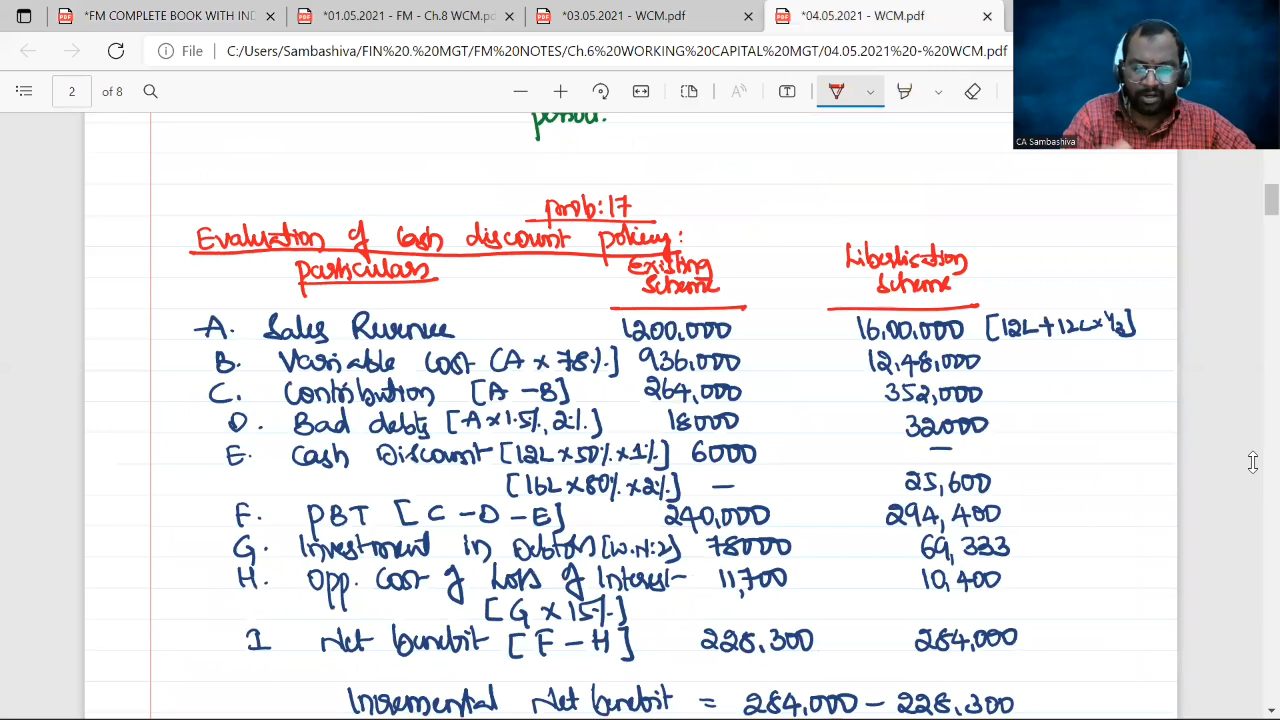 *FM COMPLETE BOOK WITH IND
*01.05.2021 - FM - Ch.8 WCM.pd
*03.05.2021 - WCM.pdf
*04.05.2021 - WCM.pdf
File
C:/Users/Sambashiva/FIN%20.%20MGT/FM%20NOTES/Ch.6%20WORKING%20CAPITAL%20MGT/04.05.2021%20-%20WCM.pdf
2 of 8
CA Sambashiva
period.
prob:17
Evaluation of Cash discount policy:
particulars Existing Scheme Liberlisation Scheme
A. Sales Revenue 1200,000 16,00,000 [12L+12L×1/3]
B. Variable cost (A × 78%] 936,000 12,48,000
C. Contribution [A - B] 264,000 352,000
D. Bad debts [A×1.5%, 2%] 18000 32000
E. Cash Discount [12L×50%×1%] 6000 —
[16L×80%×2%] — 25,600
F. PBT [C-D-E] 240,000 294,400
G. Investment in Debtors [W.N:2) 78000 69,333
H. Opp. Cost of Loss of Interest- 11,700 10,400
[G × 15%]
I Net benebit [F-H] 228,300 284,000
Incremental Net benebit = 284,000 - 228,300